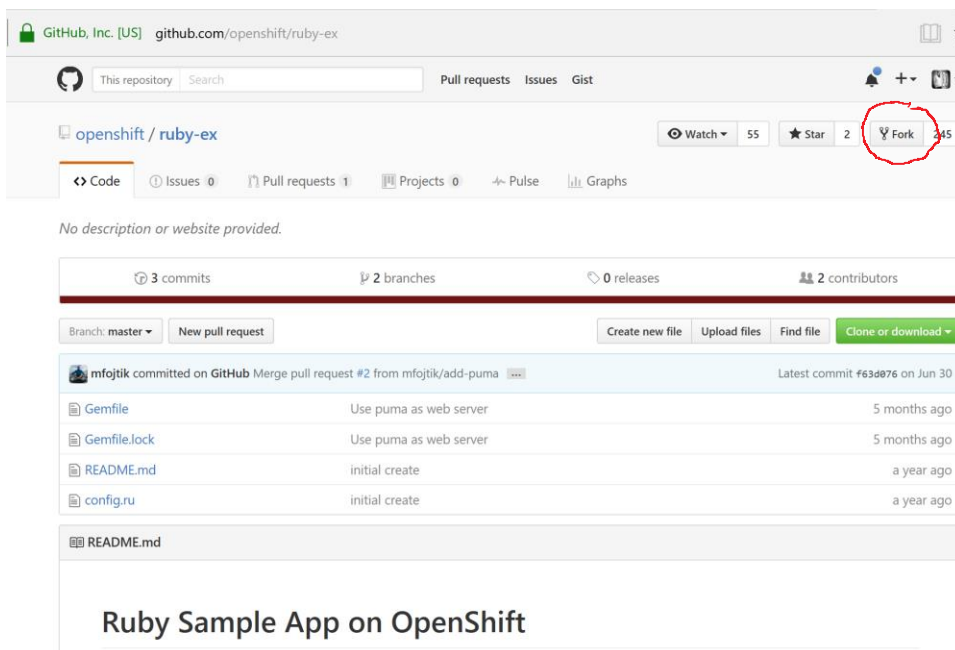 GitHub, Inc. [US] github.com/openshift/ruby-ex
This repository Search Pull requests Issues Gist
openshift / ruby-ex Watch 55 Star 2 Fork 245
Code Issues 0 Pull requests 1 Projects 0 Pulse Graphs
No description or website provided.
3 commits 2 branches 0 releases 2 contributors
Branch: master New pull request Create new file Upload files Find file Clone or download
mfojtik committed on GitHub Merge pull request #2 from mfojtik/add-puma ... Latest commit f63d076 on Jun 30
Gemfile Use puma as web server 5 months ago
Gemfile.lock Use puma as web server 5 months ago
README.md initial create a year ago
config.ru initial create a year ago
README.md
Ruby Sample App on OpenShift